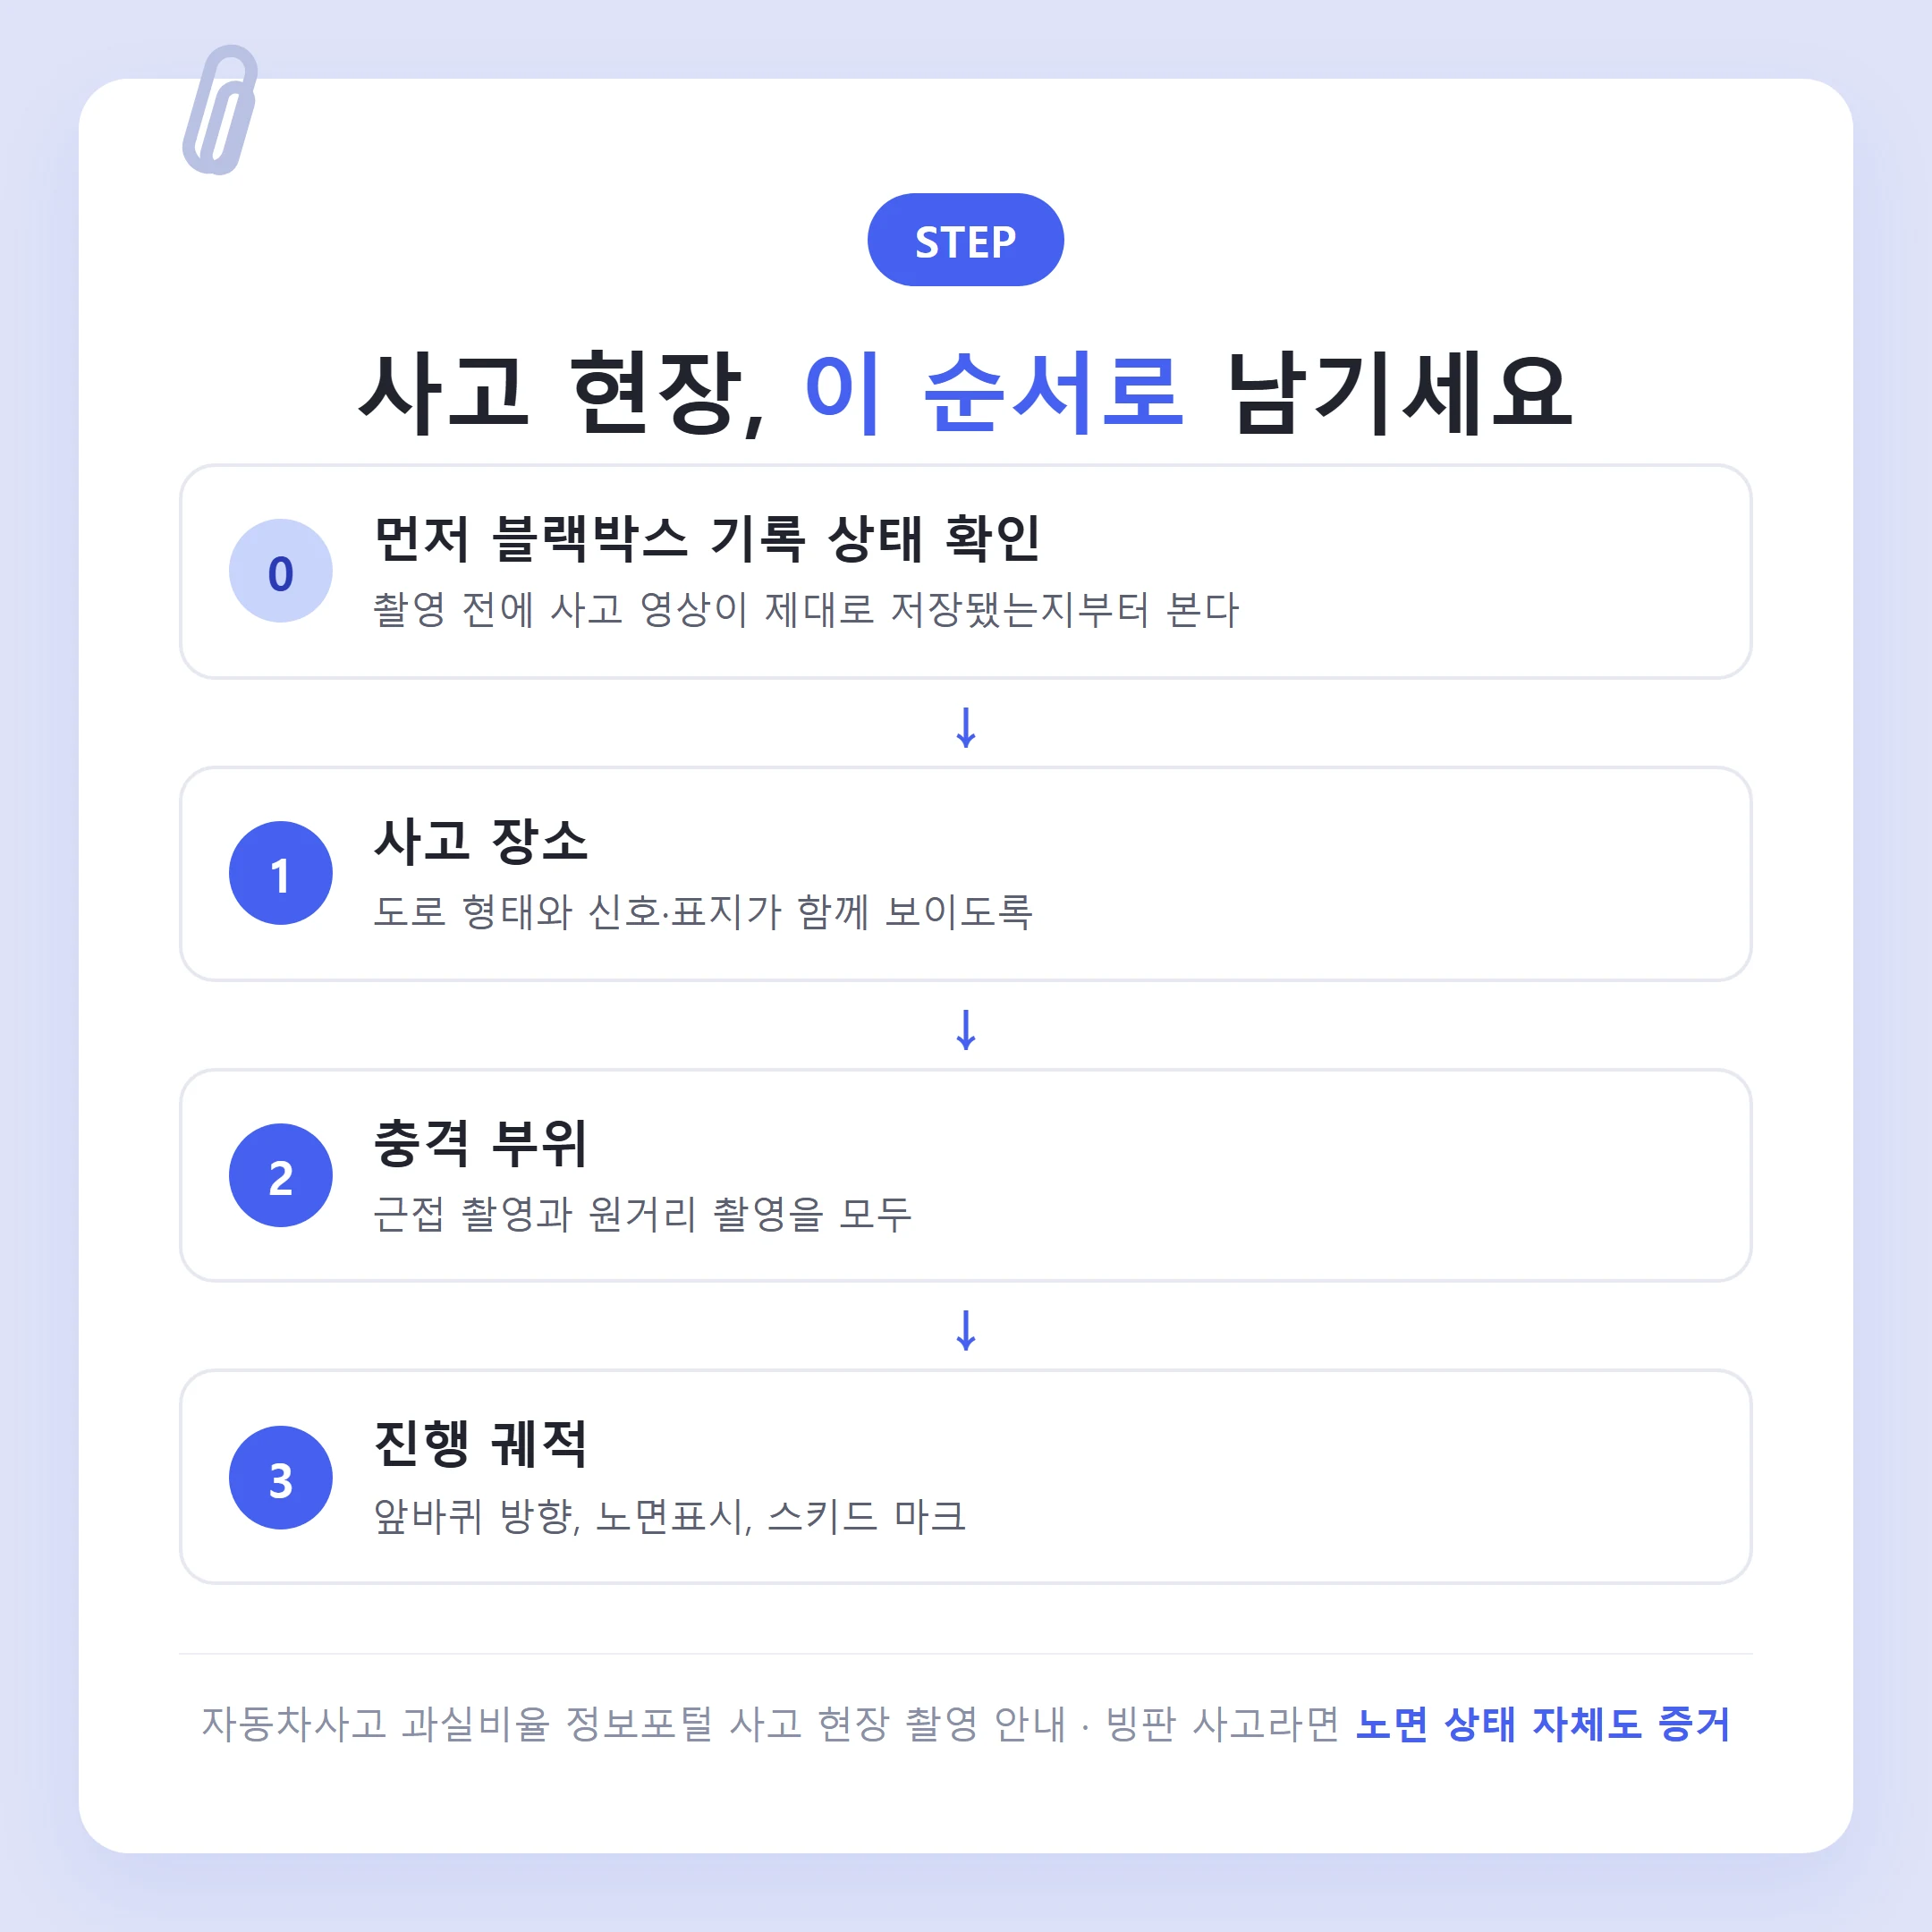 STEP
사고 현장, 이 순서로 남기세요
0
먼저 블랙박스 기록 상태 확인
촬영 전에 사고 영상이 제대로 저장됐는지부터 본다
↓
1
사고 장소
도로 형태와 신호·표지가 함께 보이도록
↓
2
충격 부위
근접 촬영과 원거리 촬영을 모두
↓
3
진행 궤적
앞바퀴 방향, 노면표시, 스키드 마크
자동차사고 과실비율 정보포털 사고 현장 촬영 안내 · 빙판 사고라면 노면 상태 자체도 증거